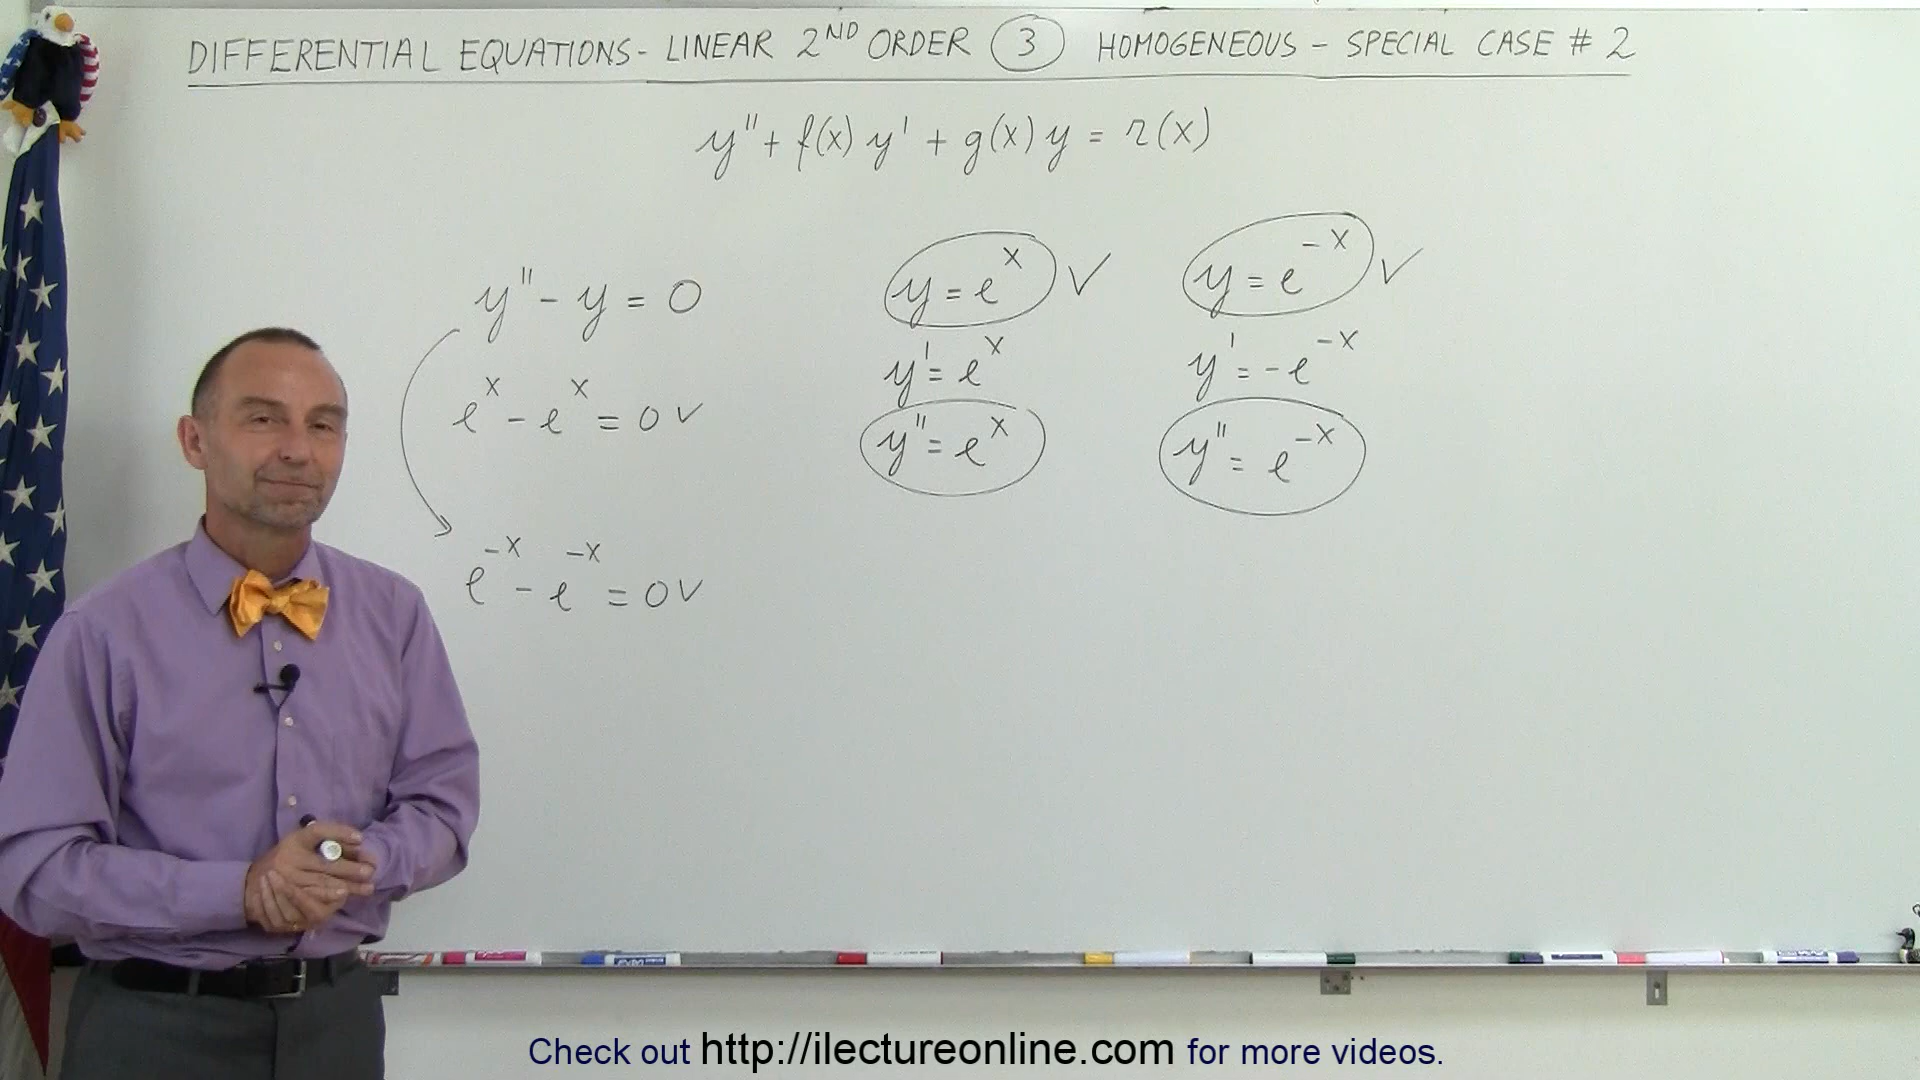 DIFFERENTIAL EQUATIONS - LINEAR 2ND ORDER (3) HOMOGENEOUS - SPECIAL CASE # 2
y'' + f(x) y' + g(x) y = r(x)
y'' - y = 0
e^x - e^x = 0 ✓
e^-x - e^-x = 0 ✓
y = e^x ✓
y' = e^x
y'' = e^x
y = e^-x ✓
y' = -e^-x
y'' = e^-x
Check out http://ilectureonline.com for more videos.